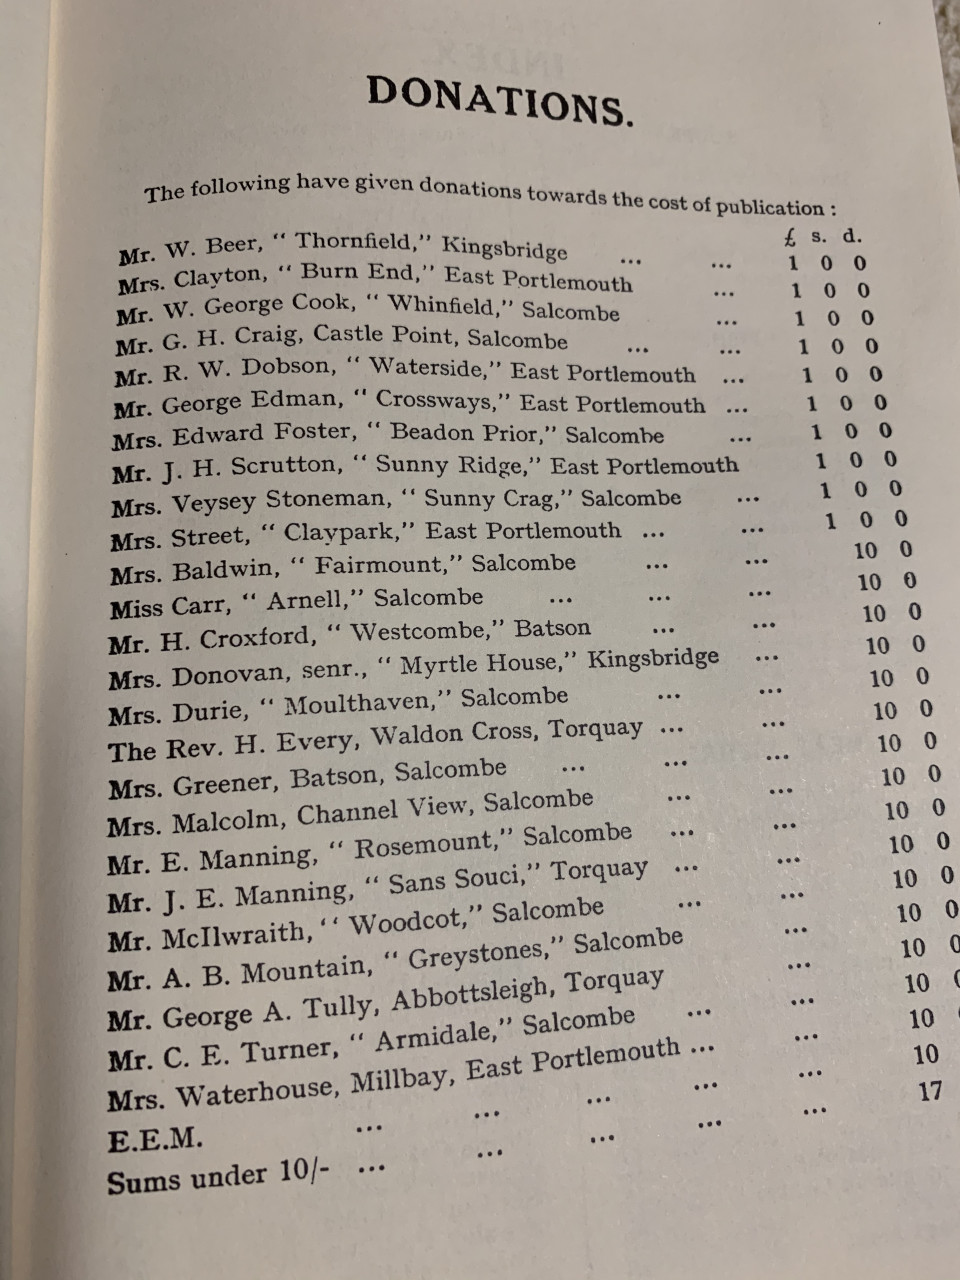 DONATIONS.
The following have given donations towards the cost of publication :
£ s. d.
Mr. W. Beer, “ Thornfield,” Kingsbridge ... ... 1 0 0
Mrs. Clayton, “ Burn End,” East Portlemouth ... 1 0 0
Mr. W. George Cook, “ Whinfield,” Salcombe ... 1 0 0
Mr. G. H. Craig, Castle Point, Salcombe ... ... 1 0 0
Mr. R. W. Dobson, “ Waterside,” East Portlemouth ... 1 0 0
Mr. George Edman, “ Crossways,” East Portlemouth ... 1 0 0
Mrs. Edward Foster, “ Beadon Prior,” Salcombe ... 1 0 0
Mr. J. H. Scrutton, “ Sunny Ridge,” East Portlemouth 1 0 0
Mrs. Veysey Stoneman, “ Sunny Crag,” Salcombe ... 1 0 0
Mrs. Street, “ Claypark,” East Portlemouth ... ... 1 0 0
Mrs. Baldwin, “ Fairmount,” Salcombe ... ... 10 0
Miss Carr, “ Arnell,” Salcombe ... ... ... 10 0
Mr. H. Croxford, “ Westcombe,” Batson ... ... 10 0
Mrs. Donovan, senr., “ Myrtle House,” Kingsbridge ... 10 0
Mrs. Durie, “ Moulthaven,” Salcombe ... ... 10 0
The Rev. H. Every, Waldon Cross, Torquay ... ... 10 0
Mrs. Greener, Batson, Salcombe ... ... ... 10 0
Mrs. Malcolm, Channel View, Salcombe ... ... 10 0
Mr. E. Manning, “ Rosemount,” Salcombe ... ... 10 0
Mr. J. E. Manning, “ Sans Souci,” Torquay ... ... 10 0
Mr. McIlwraith, “ Woodcot,” Salcombe ... ... 10 0
Mr. A. B. Mountain, “ Greystones,” Salcombe ... 10 0
Mr. George A. Tully, Abbottsleigh, Torquay ... 10 0
Mr. C. E. Turner, “ Armidale,” Salcombe ... ... 10
Mrs. Waterhouse, Millbay, East Portlemouth ... ... 10
E.E.M. ... ... ... ... ... 10
Sums under 10/- ... ... ... ... ... 17